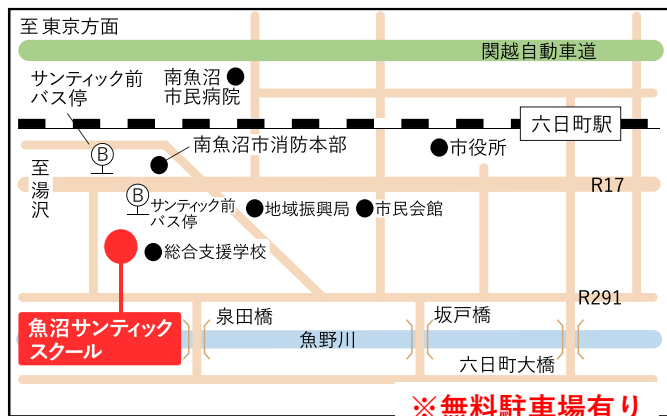 至 東京方面
関越自動車道
サンティック前
バス停
南魚沼
市民病院
六日町駅
南魚沼市消防本部
市役所
B
至
湯
沢
R17
B
サンティック前
バス停
地域振興局
市民会館
総合支援学校
R291
魚沼サンティック
スクール
泉田橋
坂戸橋
魚野川
六日町大橋
※無料駐車場有り